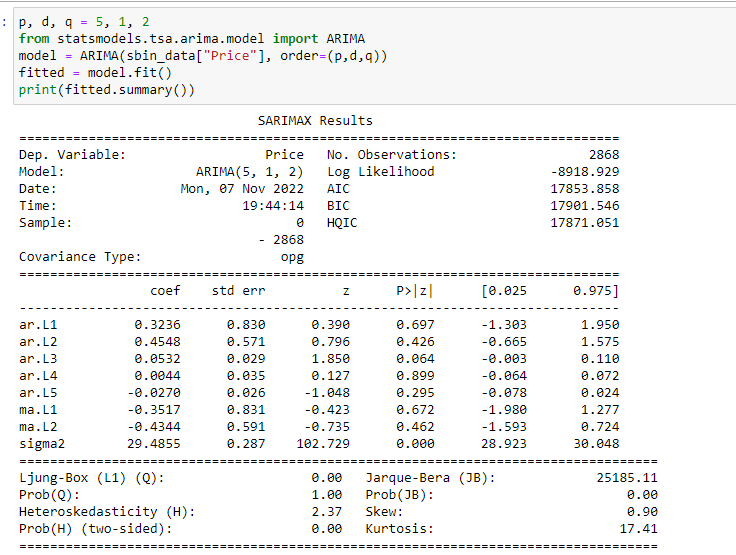 : p, d, q = 5, 1, 2
from statsmodels.tsa.arima.model import ARIMA
model = ARIMA(sbin_data["Price"], order=(p,d,q))
fitted = model.fit()
print(fitted.summary())
SARIMAX Results
==============================================================================
Dep. Variable: Price No. Observations: 2868
Model: ARIMA(5, 1, 2) Log Likelihood -8918.929
Date: Mon, 07 Nov 2022 AIC 17853.858
Time: 19:44:14 BIC 17901.546
Sample: 0 HQIC 17871.051
- 2868
Covariance Type: opg
==============================================================================
coef std err z P>|z| [0.025 0.975]
------------------------------------------------------------------------------
ar.L1 0.3236 0.830 0.390 0.697 -1.303 1.950
ar.L2 0.4548 0.571 0.796 0.426 -0.665 1.575
ar.L3 0.0532 0.029 1.850 0.064 -0.003 0.110
ar.L4 0.0044 0.035 0.127 0.899 -0.064 0.072
ar.L5 -0.0270 0.026 -1.048 0.295 -0.078 0.024
ma.L1 -0.3517 0.831 -0.423 0.672 -1.980 1.277
ma.L2 -0.4344 0.591 -0.735 0.462 -1.593 0.724
sigma2 29.4855 0.287 102.729 0.000 28.923 30.048
===================================================================================
Ljung-Box (L1) (Q): 0.00 Jarque-Bera (JB): 25185.11
Prob(Q): 1.00 Prob(JB): 0.00
Heteroskedasticity (H): 2.37 Skew: 0.90
Prob(H) (two-sided): 0.00 Kurtosis: 17.41
===================================================================================